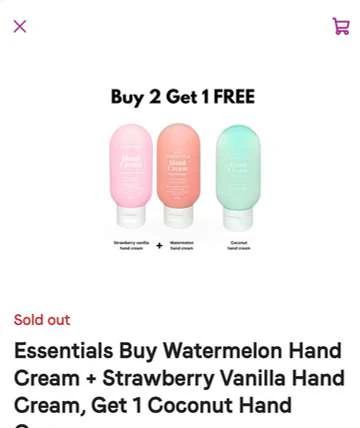 Buy 2 Get 1 FREE
Hand
Cream
Hand
Cream
Strawberry vanilla
hand cream
+
Watermelon
hand cream
Coconut
hand cream
Sold out
Essentials Buy Watermelon Hand
Cream + Strawberry Vanilla Hand
Cream, Get 1 Coconut Hand